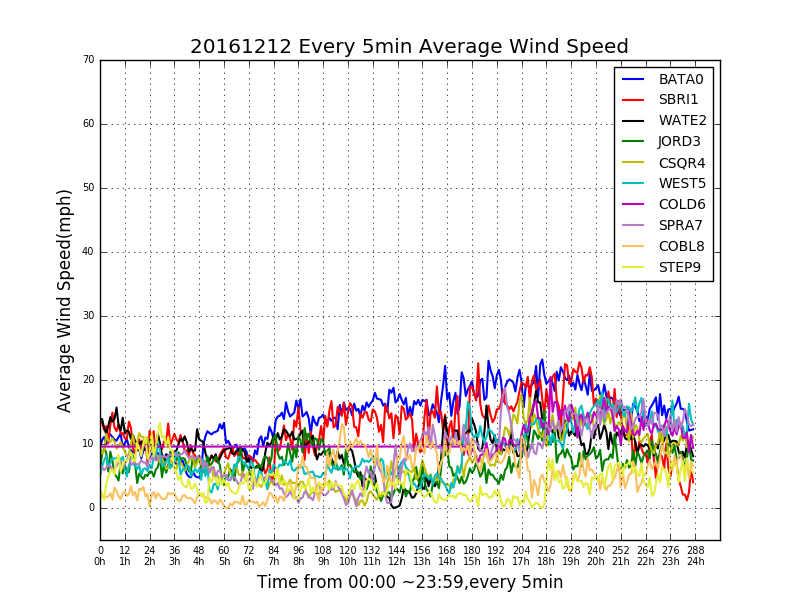 20161212 Every 5min Average Wind Speed
70
60
50
40
30
20
10
0
Average Wind Speed(mph)
BATA0
SBRI1
WATE2
JORD3
CSQR4
WEST5
COLD6
SPRA7
COBL8
STEP9
0 12 24 36 48 60 72 84 96 108 120 132 144 156 168 180 192 204 216 228 240 252 264 276 288
0h 1h 2h 3h 4h 5h 6h 7h 8h 9h 10h 11h 12h 13h 14h 15h 16h 17h 18h 19h 20h 21h 22h 23h 24h
Time from 00:00 ~23:59,every 5min